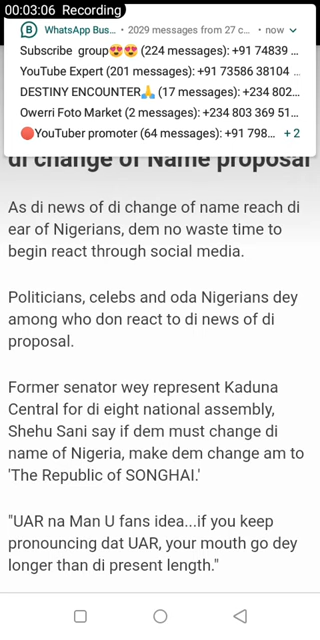 00:03:06 Recording
WhatsApp Bus... • 2029 messages from 27 c... • now
Subscribe group😍😍 (224 messages): +91 74839 ...
YouTube Expert (201 messages): +91 73586 38104 ...
DESTINY ENCOUNTER🙏 (17 messages): +234 802...
Owerri Foto Market (2 messages): +234 803 369 51...
🔴YouTuber promoter (64 messages): +91 798... + 2
di change of Name proposal
As di news of di change of name reach di
ear of Nigerians, dem no waste time to
begin react through social media.
Politicians, celebs and oda Nigerians dey
among who don react to di news of di
proposal.
Former senator wey represent Kaduna
Central for di eight national assembly,
Shehu Sani say if dem must change di
name of Nigeria, make dem change am to
'The Republic of SONGHAI.'
"UAR na Man U fans idea...if you keep
pronouncing dat UAR, your mouth go dey
longer than di present length."